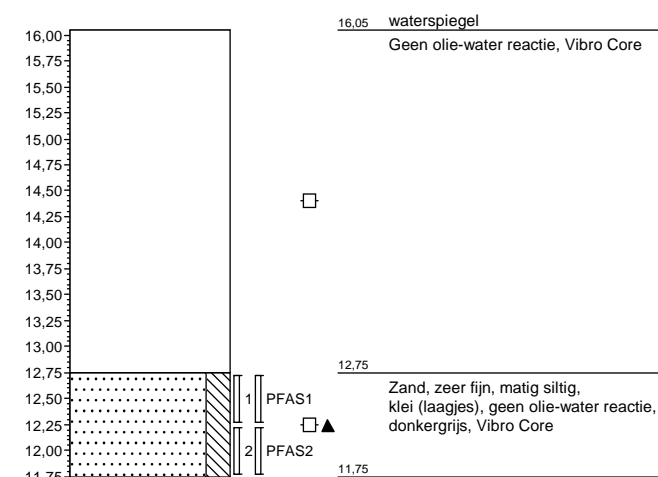 16,05 waterspiegel
Geen olie-water reactie, Vibro Core
16,00
15,75
15,50
15,25
15,00
14,75
14,50
14,25
14,00
13,75
13,50
13,25
13,00
12,75
12,50
12,25
12,00
11,75
1 PFAS1
2 PFAS2
12,75
Zand, zeer fijn, matig siltig,
klei (laagjes), geen olie-water reactie,
donkergrijs, Vibro Core
11,75